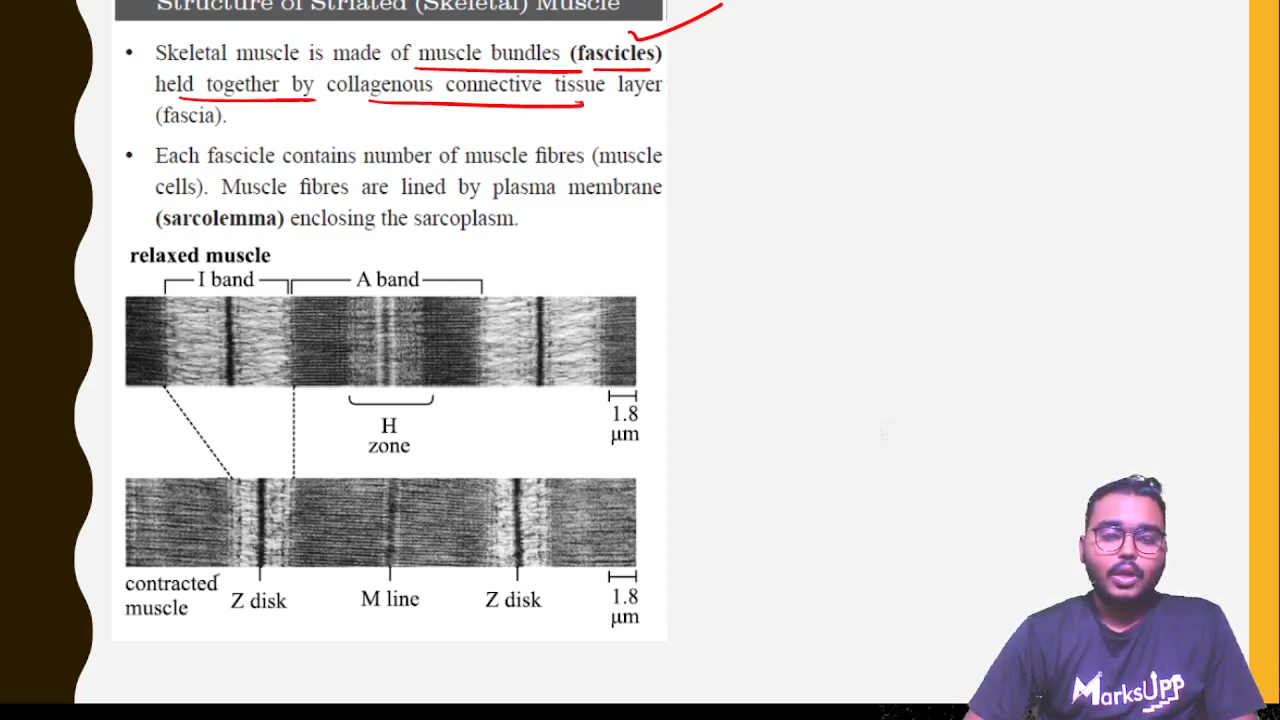 Structure of Striated (Skeletal) Muscle
• Skeletal muscle is made of muscle bundles (fascicles)
held together by collagenous connective tissue layer
(fascia).
• Each fascicle contains number of muscle fibres (muscle
cells). Muscle fibres are lined by plasma membrane
(sarcolemma) enclosing the sarcoplasm.
relaxed muscle
I band A band
H
zone
1.8
μm
contracted
muscle
Z disk M line Z disk
1.8
μm
MarksUpp